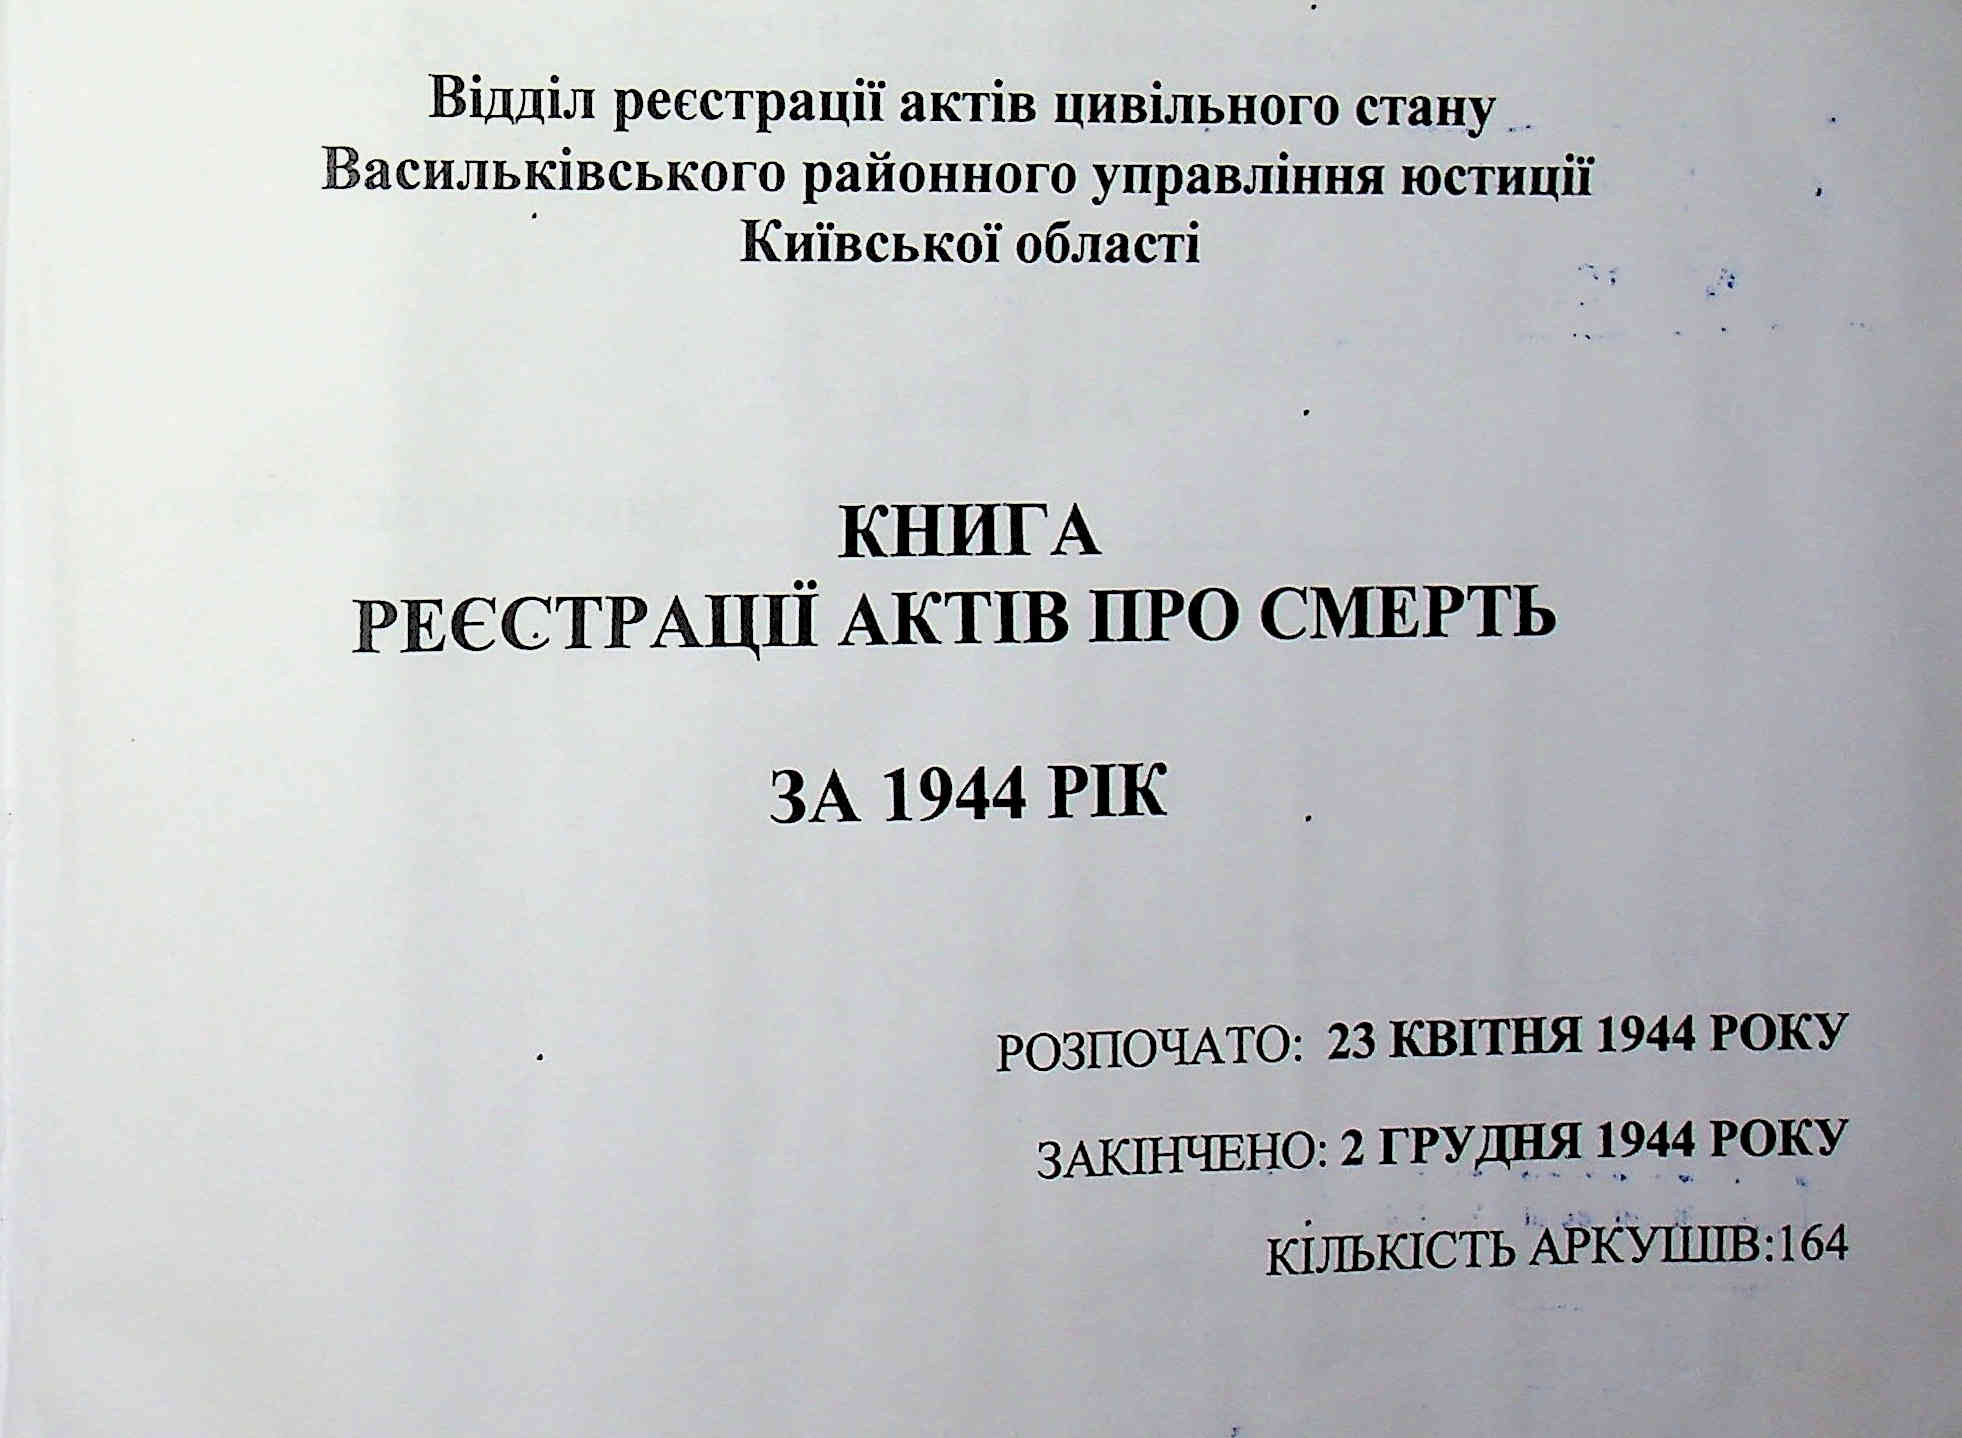 Відділ реєстрації актів цивільного стану
Васильківського районного управління юстиції
Київської області
КНИГА
РЕЄСТРАЦІЇ АКТІВ ПРО СМЕРТЬ
ЗА 1944 РІК
РОЗПОЧАТО: 23 КВІТНЯ 1944 РОКУ
ЗАКІНЧЕНО: 2 ГРУДНЯ 1944 РОКУ
КІЛЬКІСТЬ АРКУШІВ:164